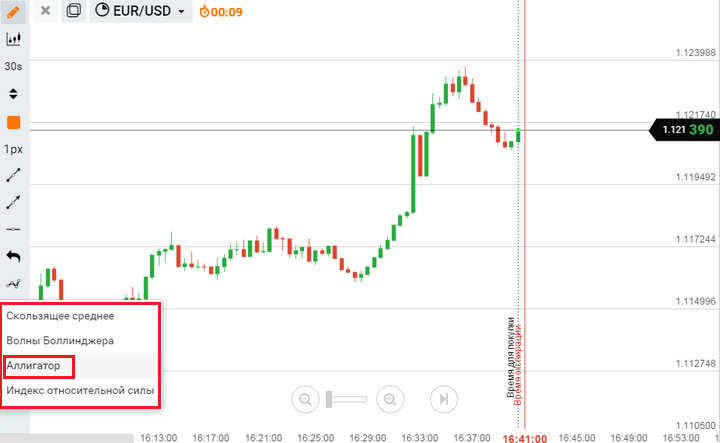 EUR/USD
00:09
30s
1px
1.123988
1.121740
1.121 390
1.119492
1.117244
1.114996
1.112748
1.110500
Скользящее среднее
Волны Боллинджера
Аллигатор
Индекс относительной силы
Время для покупки
Время экспирации
16:13:00
16:17:00
16:21:00
16:25:00
16:29:00
16:33:00
16:37:00
16:41:00
16:45:00
16:49:00
16:53:00